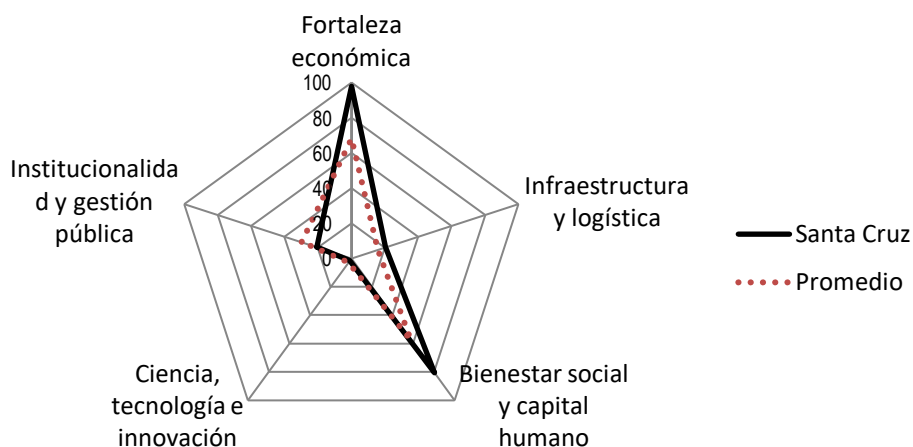 Fortaleza
económica
100
80
60
40
20
0
Institucionalida
d y gestión
pública
Infraestructura
y logística
Santa Cruz
Promedio
Ciencia,
tecnología e
innovación
Bienestar social
y capital
humano